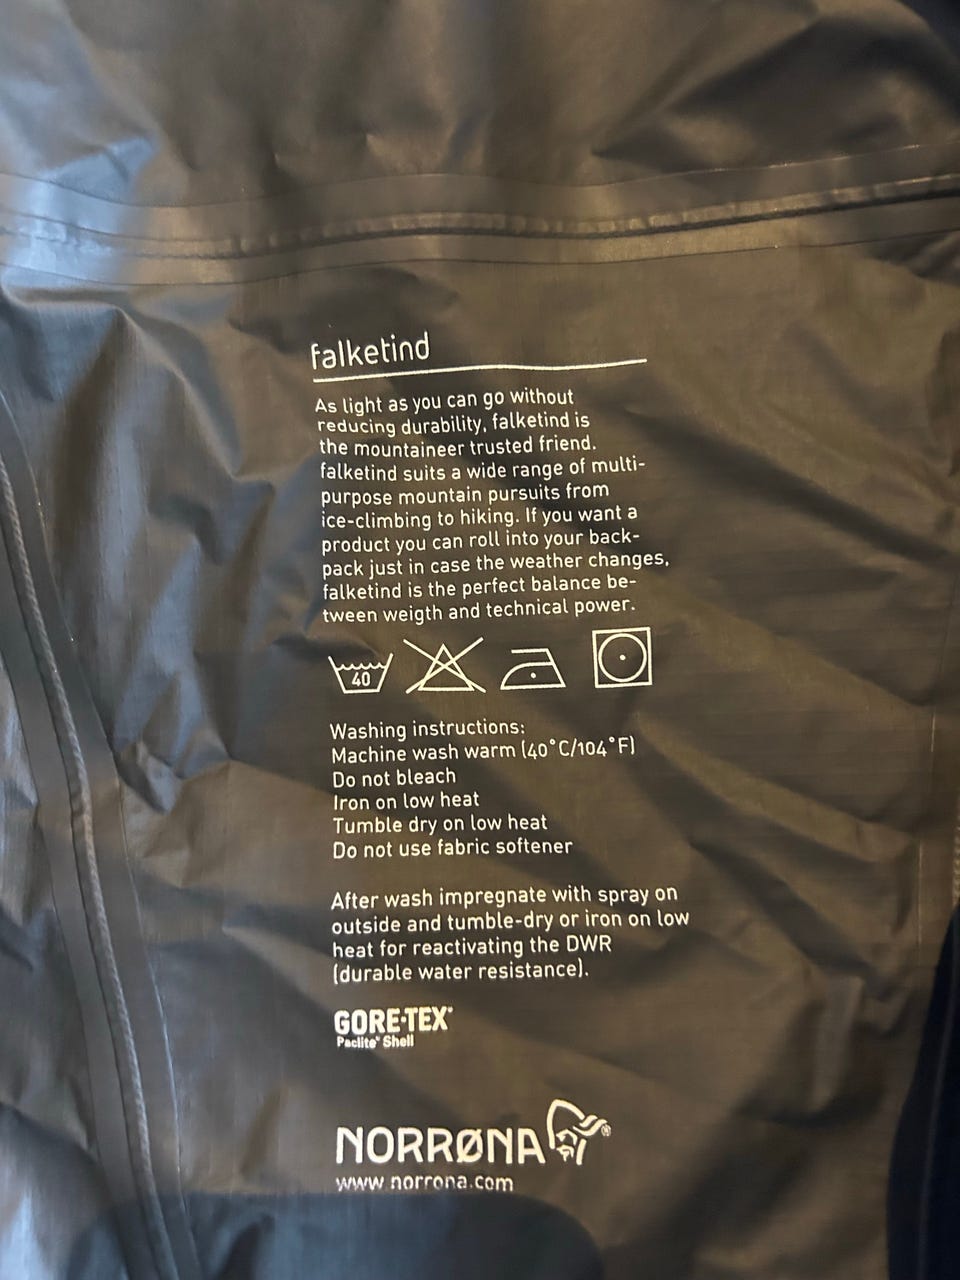 falketind
As light as you can go without
reducing durability, falketind is
the mountaineer trusted friend.
falketind suits a wide range of multi-
purpose mountain pursuits from
ice-climbing to hiking. If you want a
product you can roll into your back-
pack just in case the weather changes,
falketind is the perfect balance be-
tween weigth and technical power.
40
Washing instructions:
Machine wash warm (40°C/104°F)
Do not bleach
Iron on low heat
Tumble dry on low heat
Do not use fabric softener
After wash impregnate with spray on
outside and tumble-dry or iron on low
heat for reactivating the DWR
(durable water resistance).
GORE-TEX®
Paclite® Shell
NORRØNA®
www.norrona.com